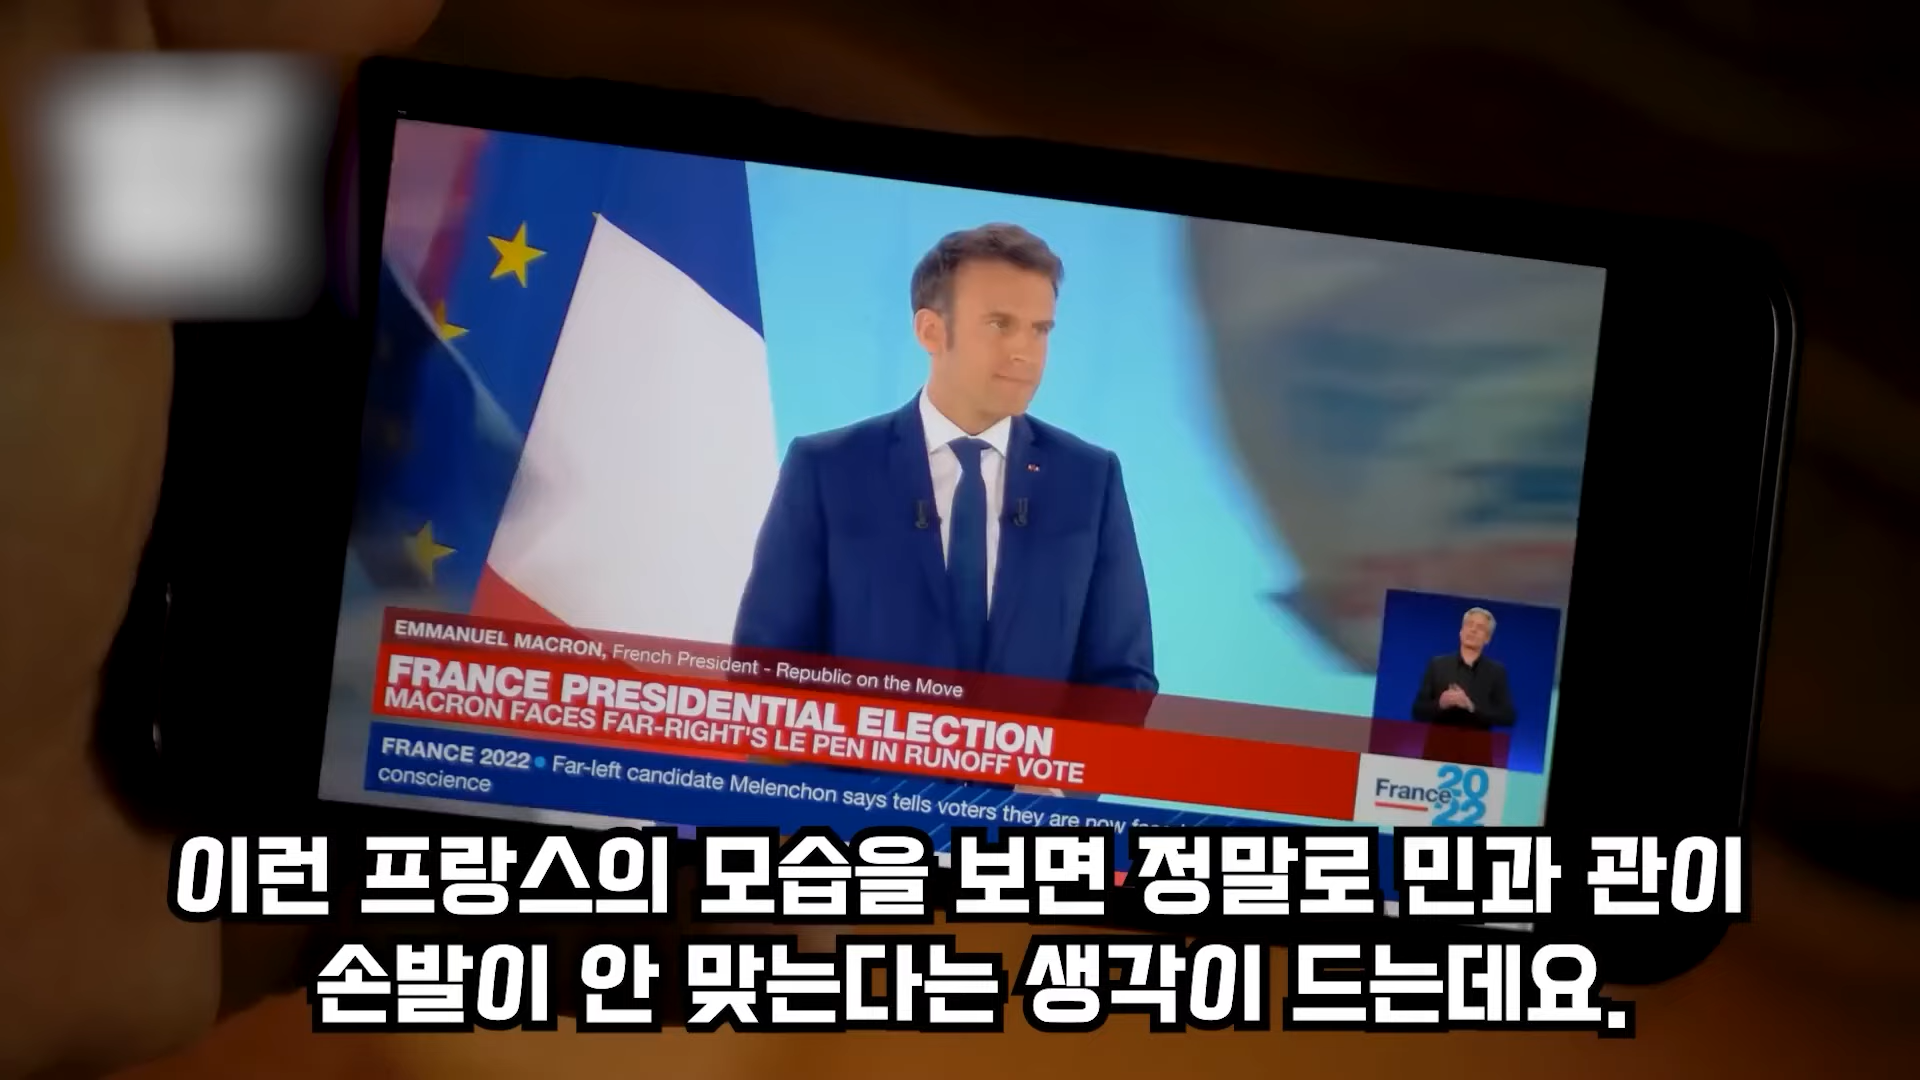 EMMANUEL MACRON, French President - Republic on the Move
FRANCE PRESIDENTIAL ELECTION
MACRON FACES FAR-RIGHT'S LE PEN IN RUNOFF VOTE
FRANCE 2022 • Far-left candidate Melenchon says tells voters they are now
conscience
France 2022
이런 프랑스의 모습을 보면 정말로 민과 관이
손발이 안 맞는다는 생각이 드는데요.